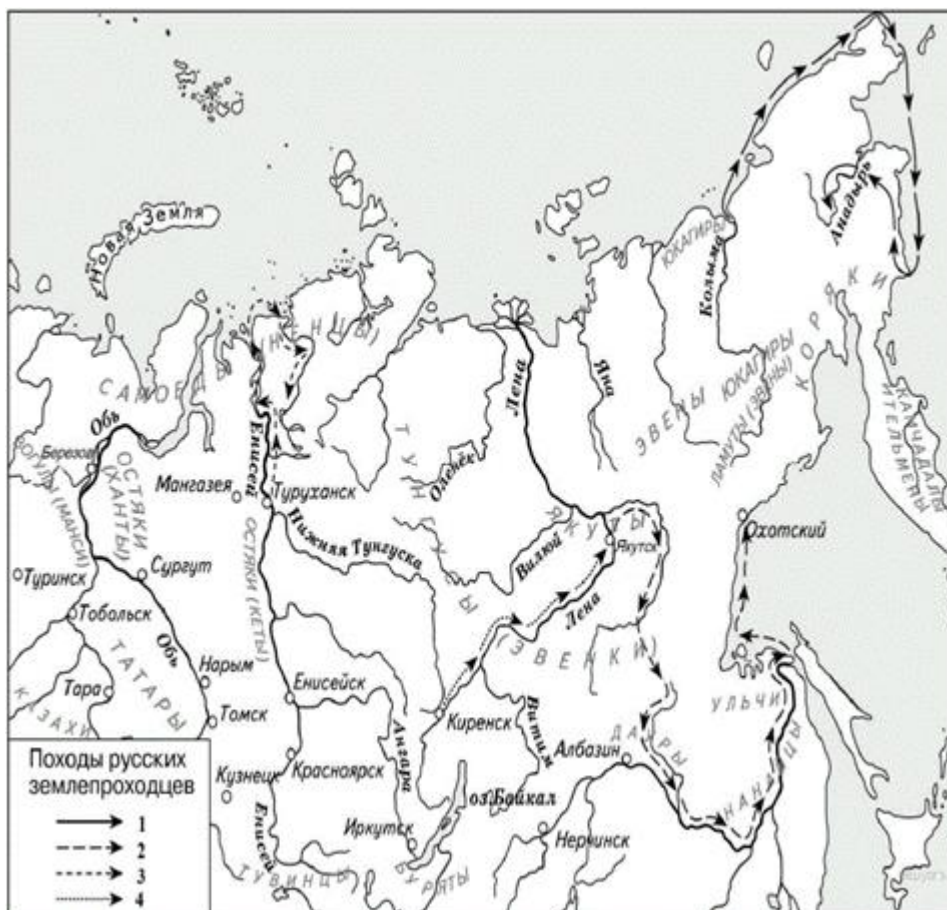 Новая Земля
САМОЕДЫ (НЕНЦЫ)
ЮКАГИРЫ
Колыма
Анадырь
КОРЯКИ
Обь
Березов
ВОГУЛЫ (МАНСИ)
ОСТЯКИ
(ХАНТЫ)
Мангазея
Енисей
Туруханск
ТУНГУСЫ
(ЭВЕНКИ)
Оленёк
Лена
Яна
ЭВЕНЫ ЮКАГИРЫ
ЛАМУТЫ (ЭВЕНЫ)
КАМЧАДАЛЫ
ИТЕЛЬМЕНЫ
Нижняя Тунгуска
ОСТЯКИ (КЕТЫ)
Вилюй
ЯКУТЫ
Якутск
Охотский
Туринск
Сургут
Тобольск
Обь
Лена
ТАТАРЫ
Тара
КАЗАХИ
Нарым
Томск
Енисейск
Киренск
Витим
Ангара
ДАУРЫ
УЛЬЧИ
НАНАЙЦЫ
Албазин
Кузнецк
Красноярск
оз.Байкал
Иркутск
Нерчинск
Енисей
ТУВИНЦЫ
БУРЯТЫ
Походы русских
землепроходцев
1
2
3
4